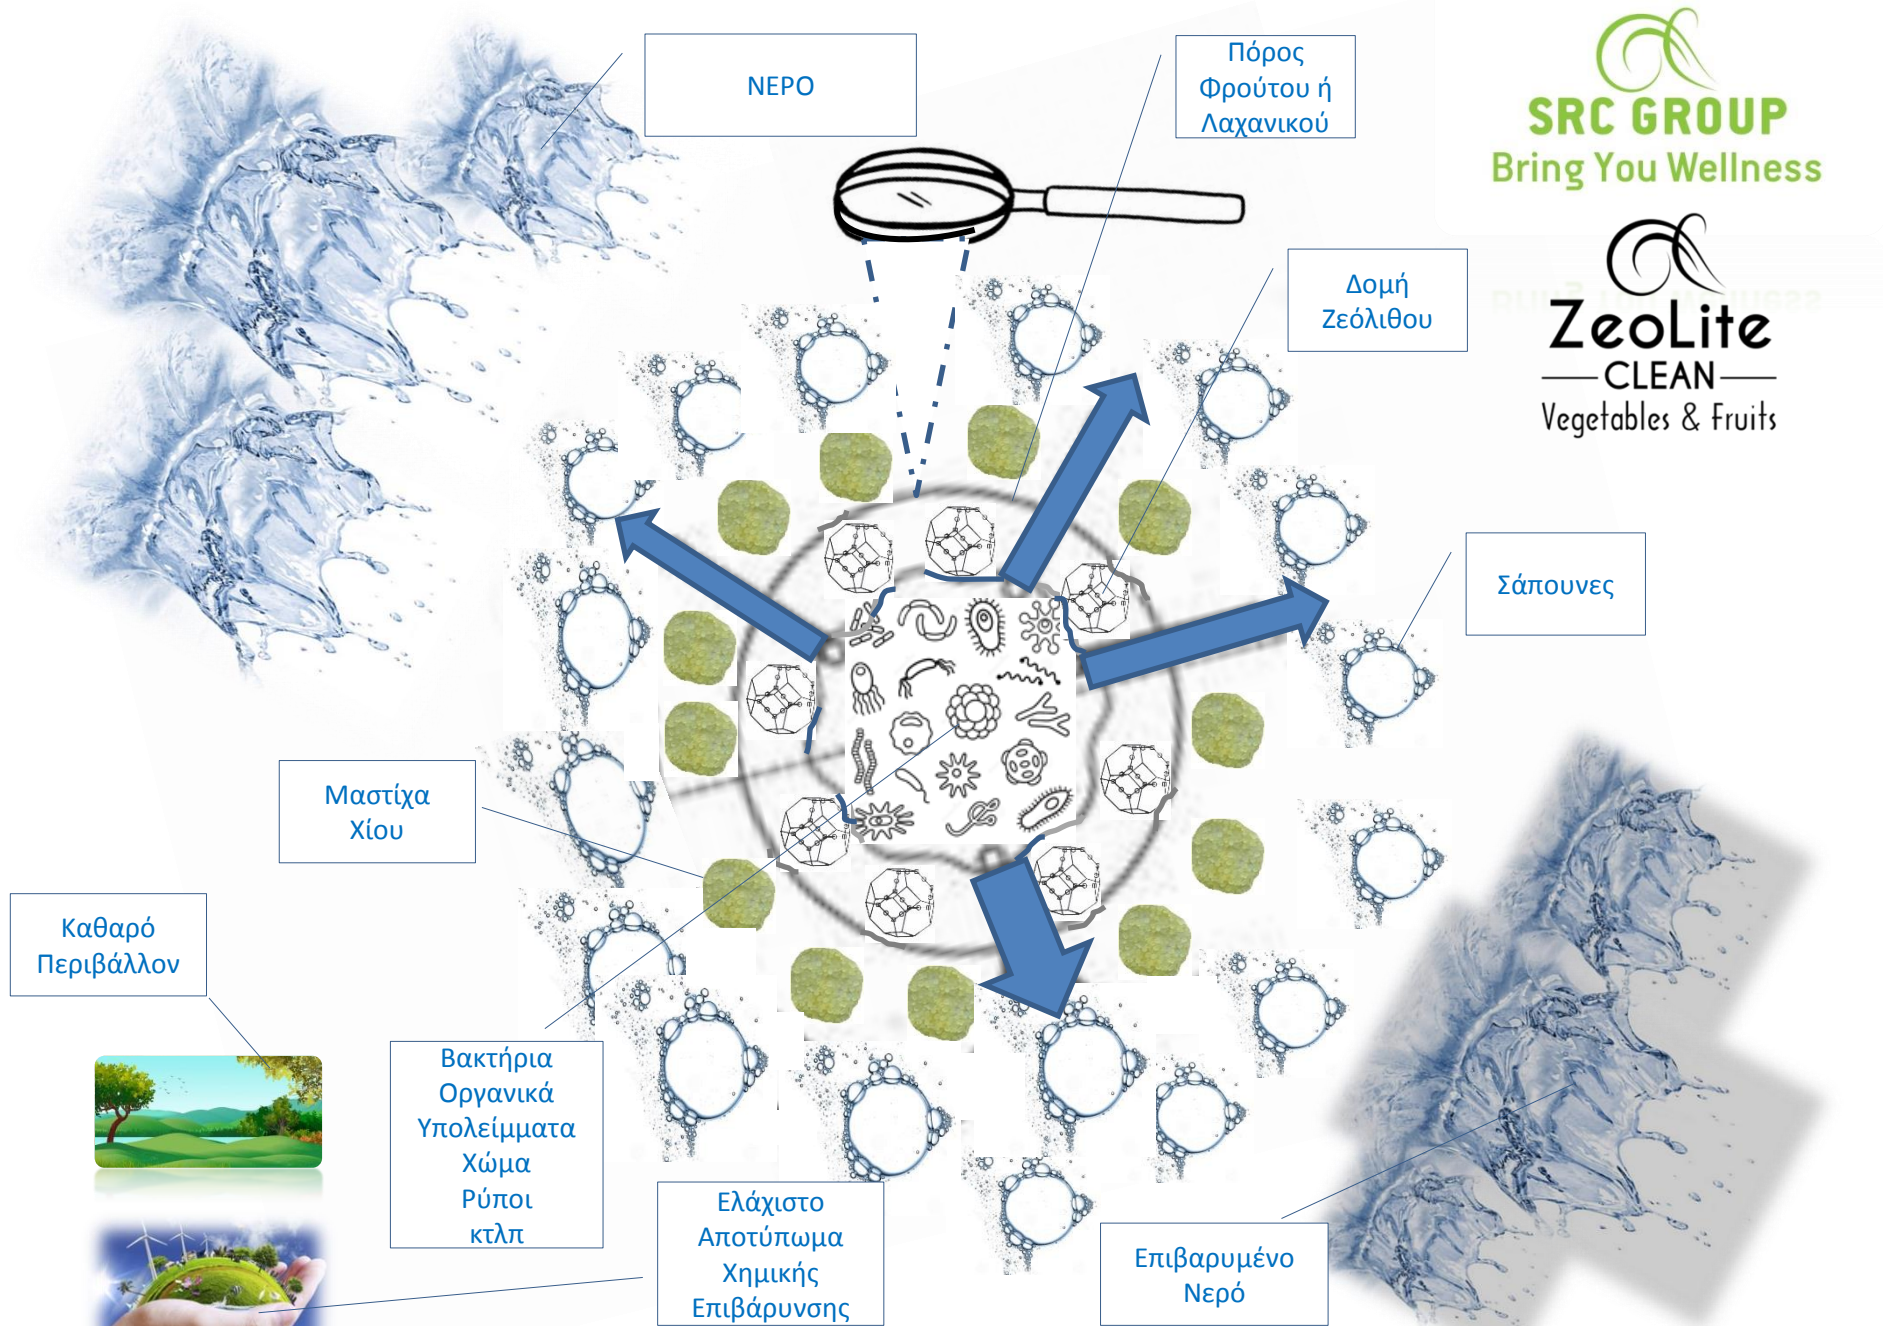 ΝΕΡΟ
Πόρος
Φρούτου ή
Λαχανικού
SRC GROUP
Bring You Wellness
Δομή
Ζεόλιθου
ZeoLite
CLEAN
Vegetables & Fruits
Σάπουνες
Μαστίχα
Χίου
Καθαρό
Περιβάλλον
Βακτήρια
Οργανικά
Υπολείμματα
Χώμα
Ρύποι
κτλπ
Ελάχιστο
Αποτύπωμα
Χημικής
Επιβάρυνσης
Επιβαρυμένο
Νερό